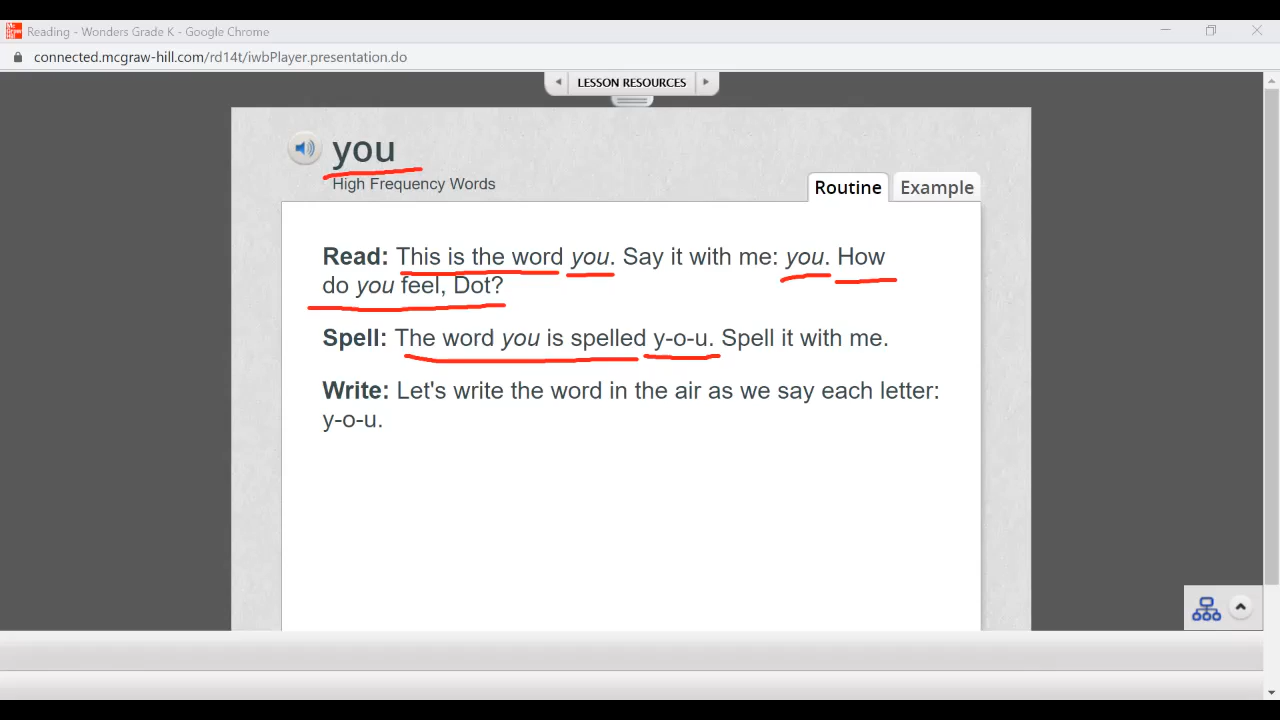 Mc
Graw
Hill
Reading - Wonders Grade K - Google Chrome
connected.mcgraw-hill.com/rd14t/iwbPlayer.presentation.do
LESSON RESOURCES
you
High Frequency Words
Routine
Example
Read: This is the word you. Say it with me: you. How
do you feel, Dot?
Spell: The word you is spelled y-o-u. Spell it with me.
Write: Let's write the word in the air as we say each letter:
y-o-u.